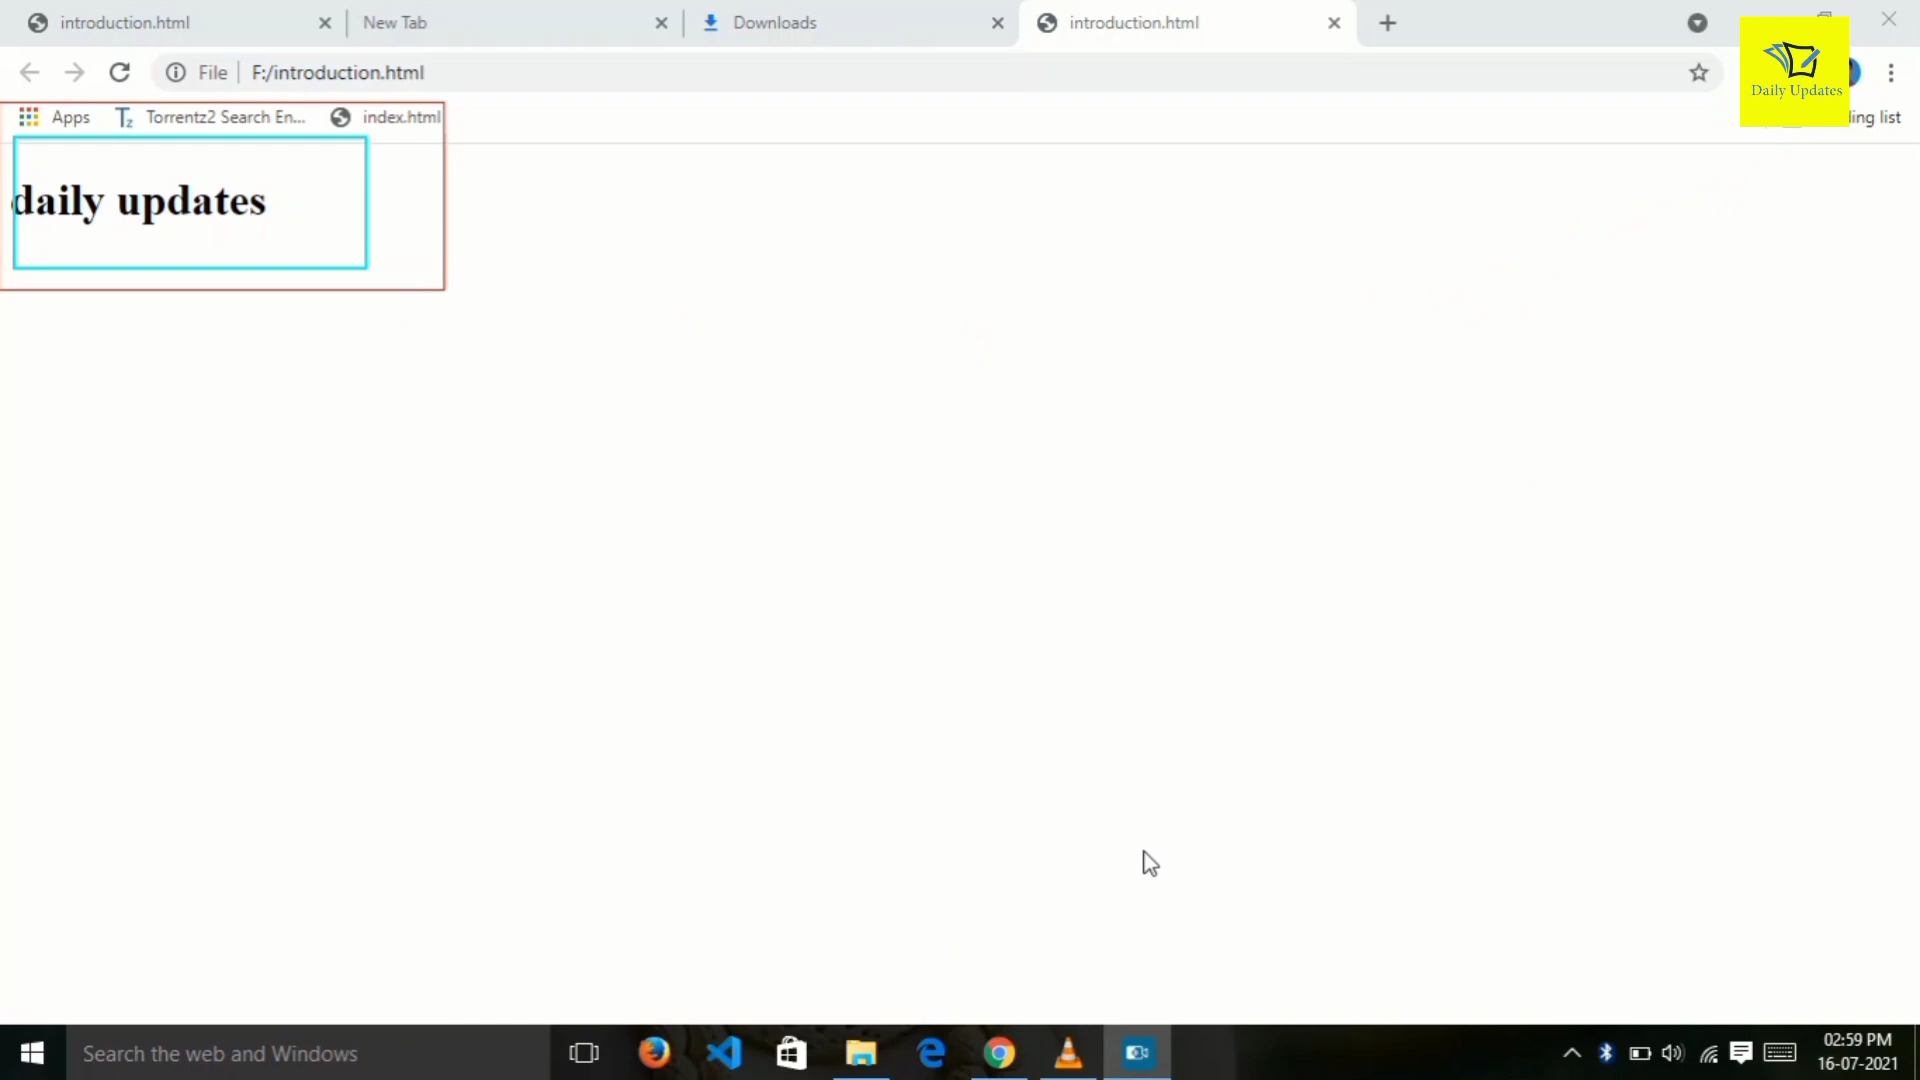 introduction.html
New Tab
Downloads
introduction.html
File F:/introduction.html
Daily Updates
Apps
Torrentz2 Search En...
index.html
list
daily updates
Search the web and Windows
02:59 PM
16-07-2021